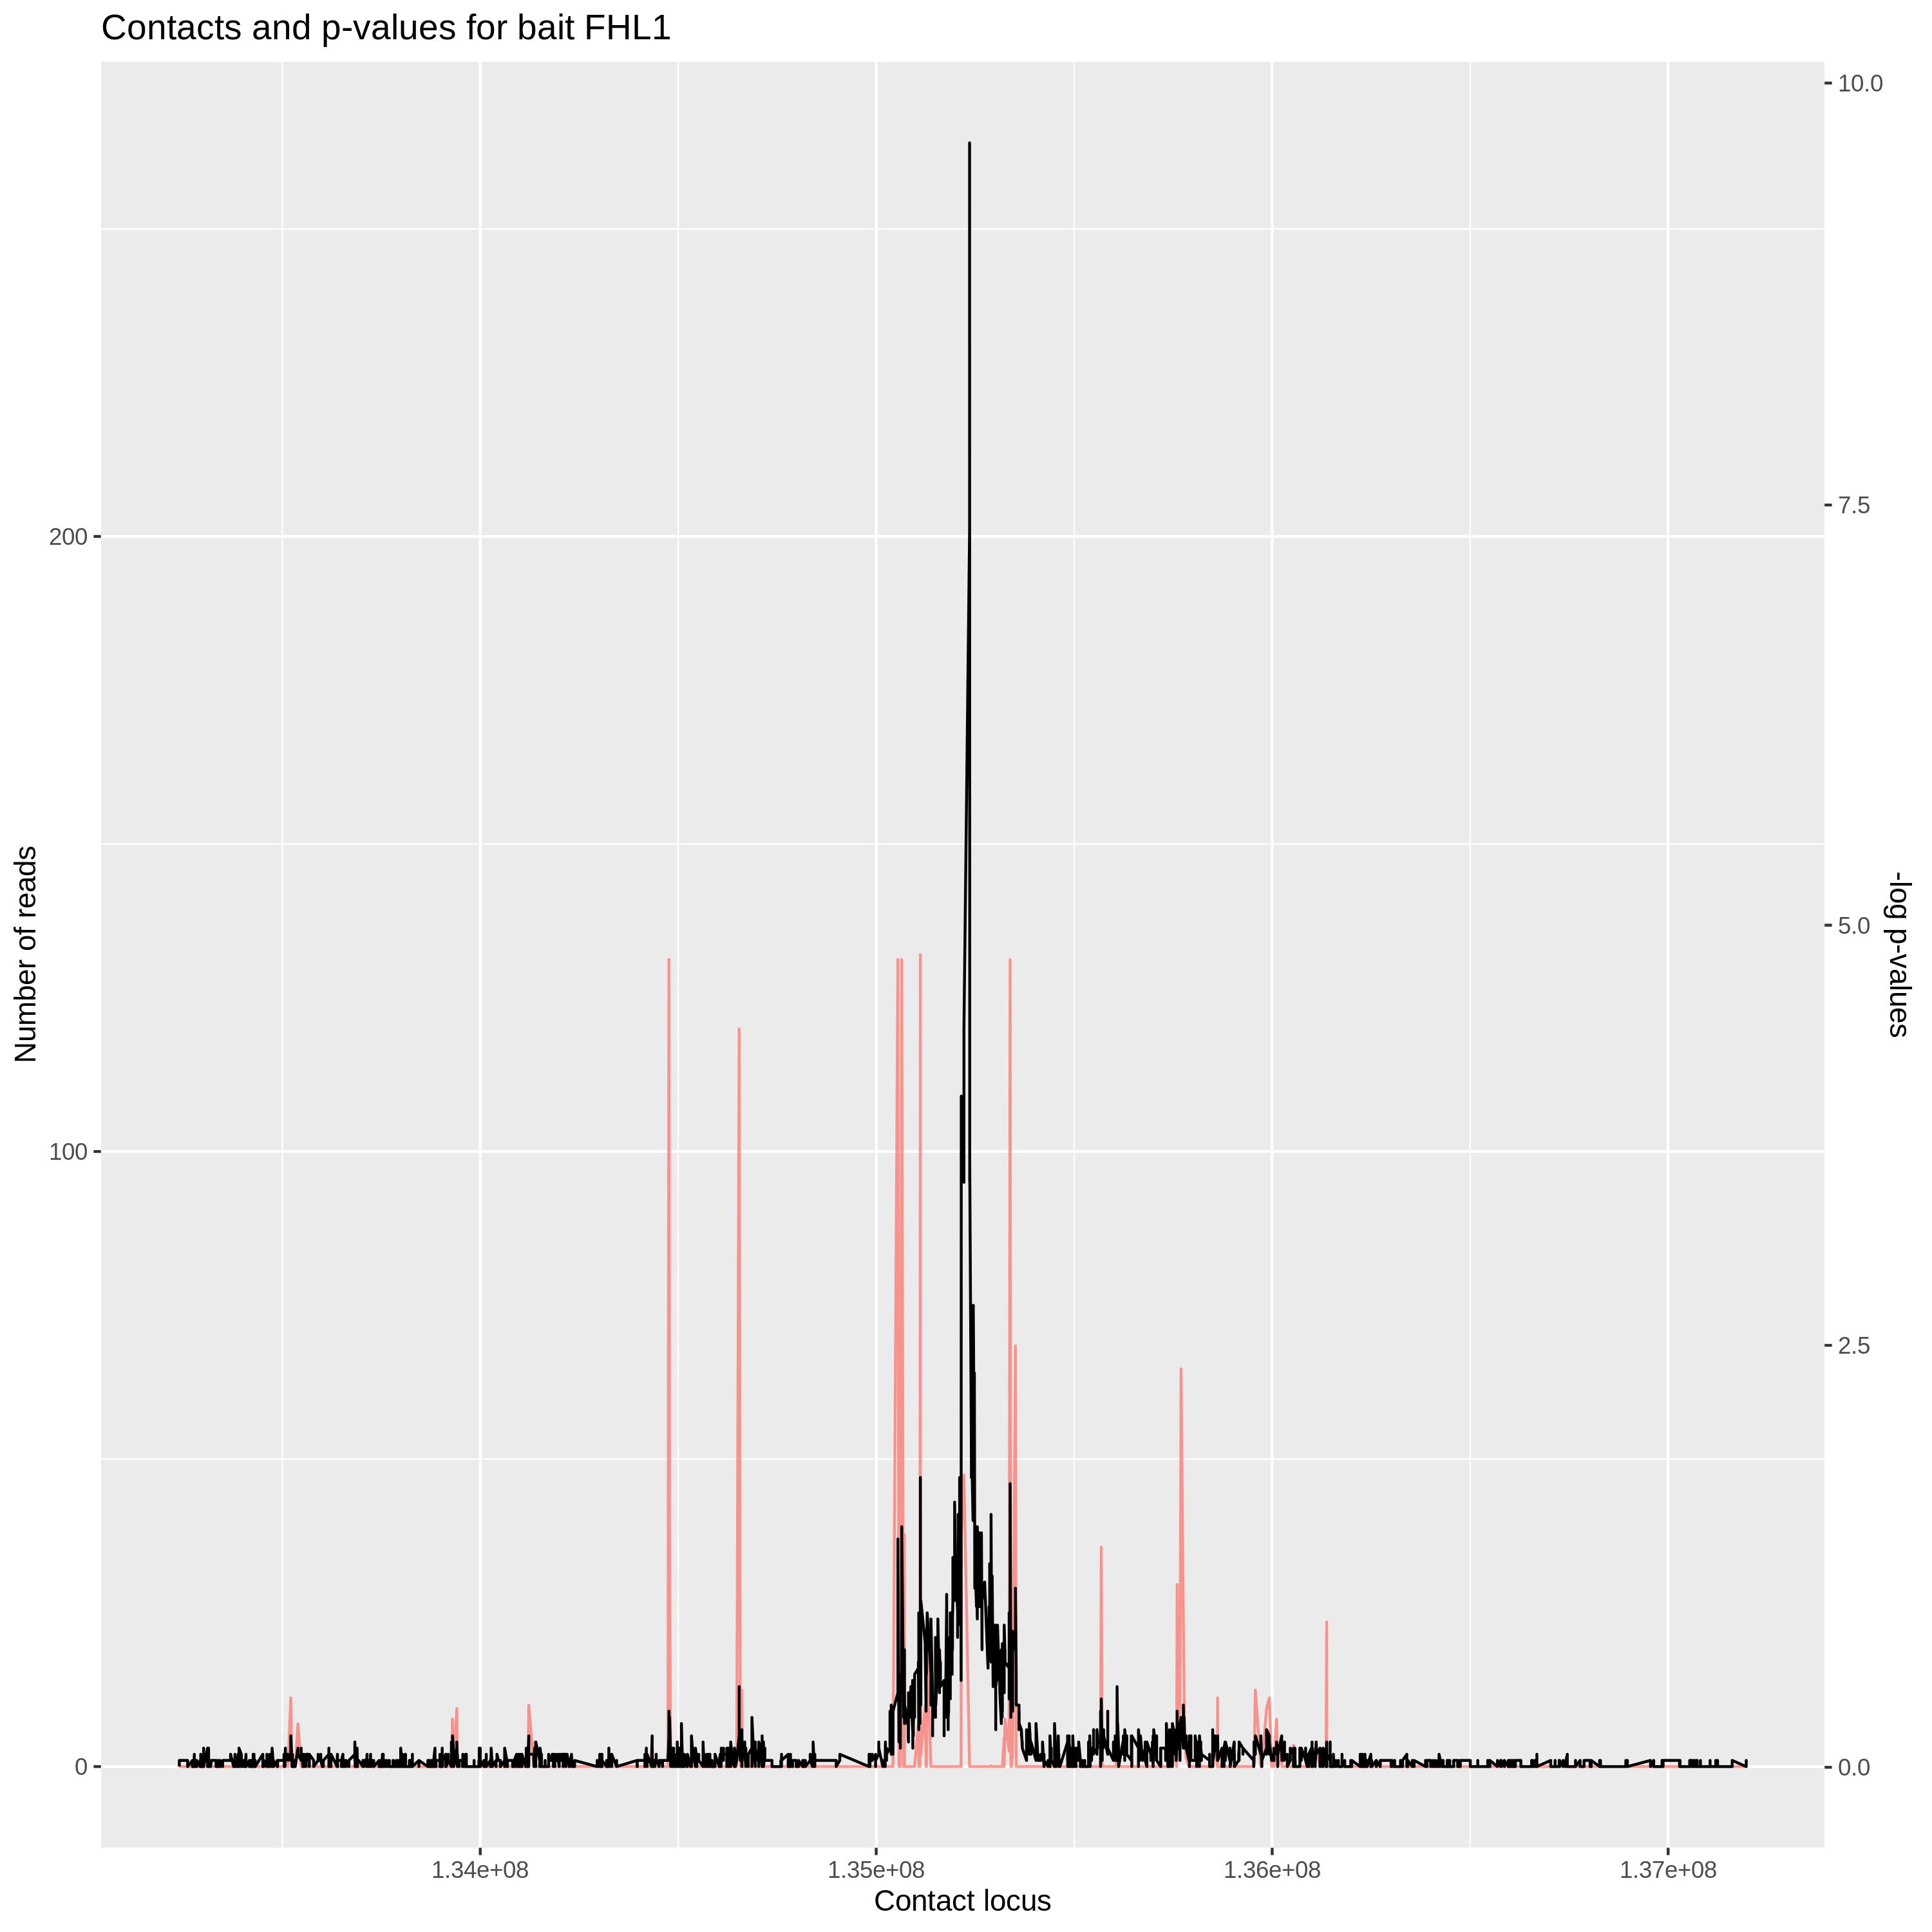 Contacts and p-values for bait FHL1
10.0
7.5
5.0
2.5
0.0
200
100
0
Number of reads
-log p-values
1.34e+08
1.35e+08
1.36e+08
1.37e+08
Contact locus